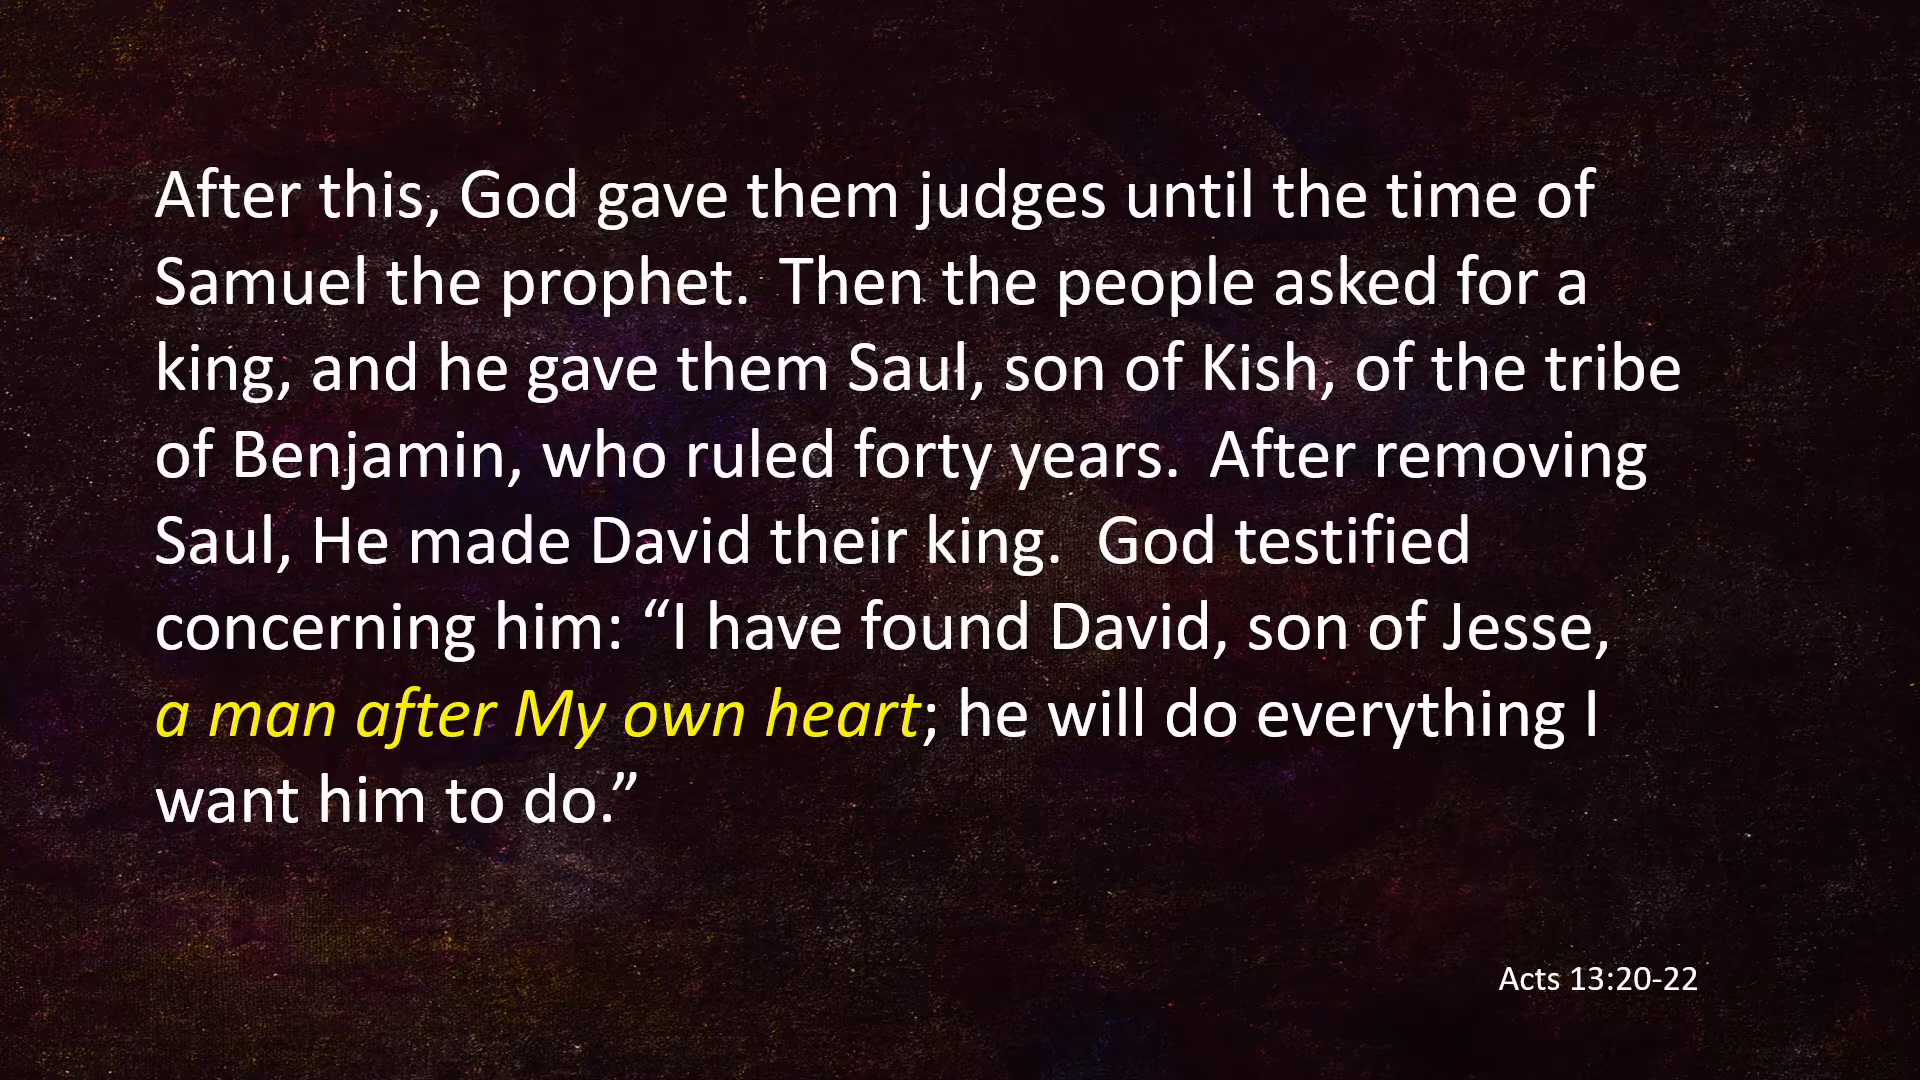 After this, God gave them judges until the time of
Samuel the prophet.  Then the people asked for a
king, and he gave them Saul, son of Kish, of the tribe
of Benjamin, who ruled forty years.  After removing
Saul, He made David their king.  God testified
concerning him: “I have found David, son of Jesse,
a man after My own heart; he will do everything I
want him to do.”
Acts 13:20-22